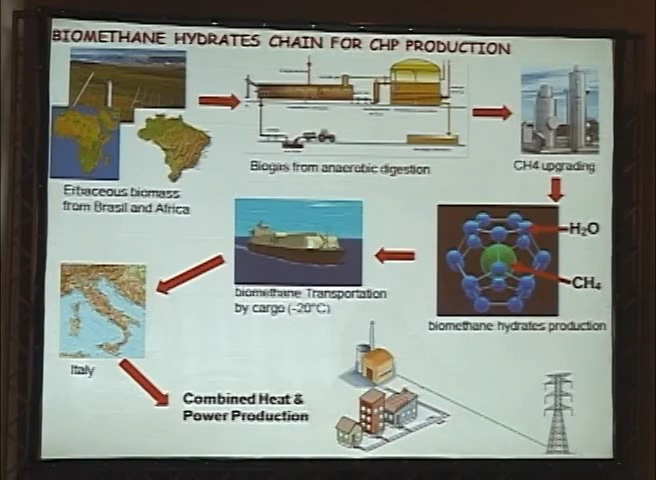 BIOMETHANE HYDRATES CHAIN FOR CHP PRODUCTION
Erbaceous biomass
from Brasil and Africa
Biogas from anaerobic digestion
CH4 upgrading
H₂O
CH₄
biomethane hydrates production
biomethane Transportation
by cargo (-20°C)
Italy
Combined Heat &
Power Production